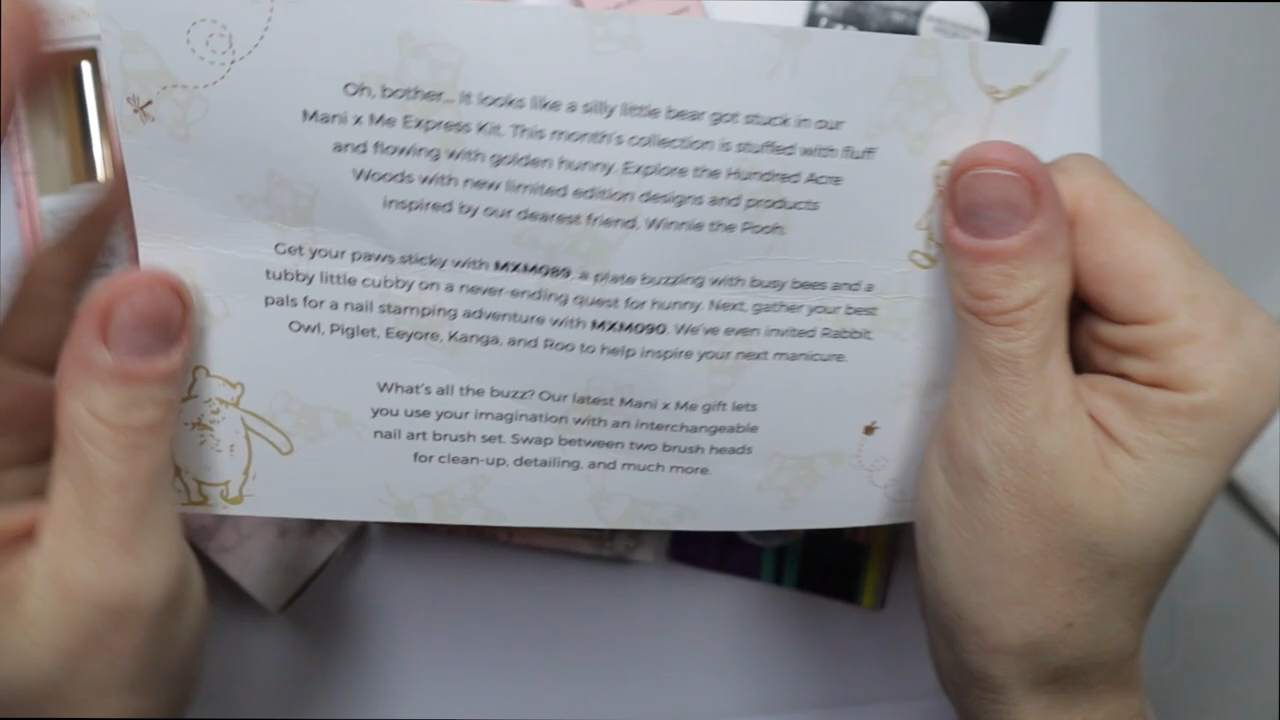 Oh, bother... it looks like a silly little bear got stuck in our
Mani x Me Express Kit. This month's collection is stuffed with fluff
and flowing with golden hunny. Explore the Hundred Acre
Woods with new limited edition designs and products
inspired by our dearest friend, Winnie the Pooh.
Get your paws sticky with MXM089, a plate buzzing with busy bees and a
tubby little cubby on a never-ending quest for hunny. Next, gather your best
pals for a nail stamping adventure with MXM090. We've even invited Rabbit,
Owl, Piglet, Eeyore, Kanga, and Roo to help inspire your next manicure.
What's all the buzz? Our latest Mani x Me gift lets
you use your imagination with an interchangeable
nail art brush set. Swap between two brush heads
for clean-up, detailing, and much more.